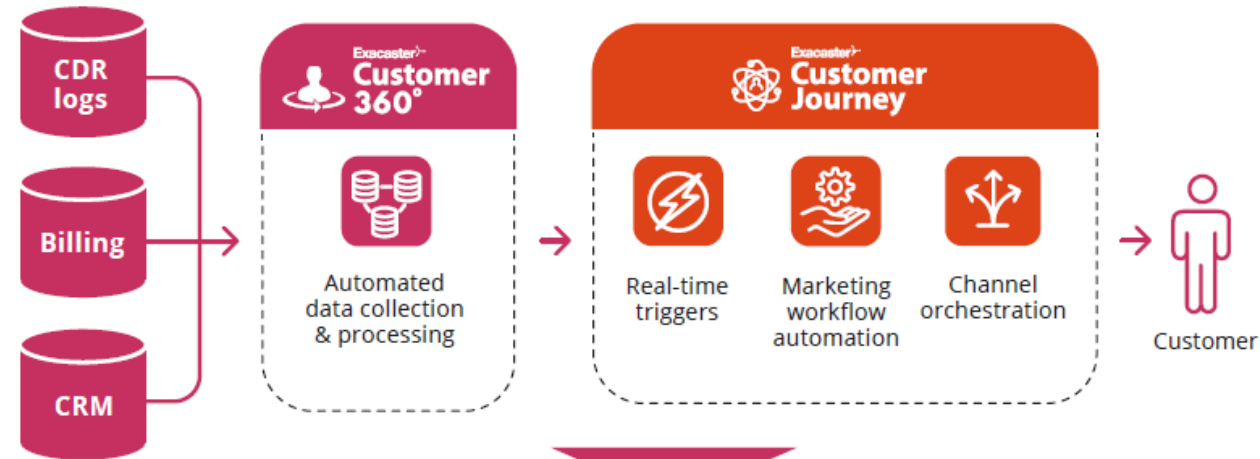 CDR
logs
Billing
CRM
Exacaster
Customer
360°
Automated
data collection
& processing
Exacaster
Customer
Journey
Real-time
triggers
Marketing
workflow
automation
Channel
orchestration
Customer